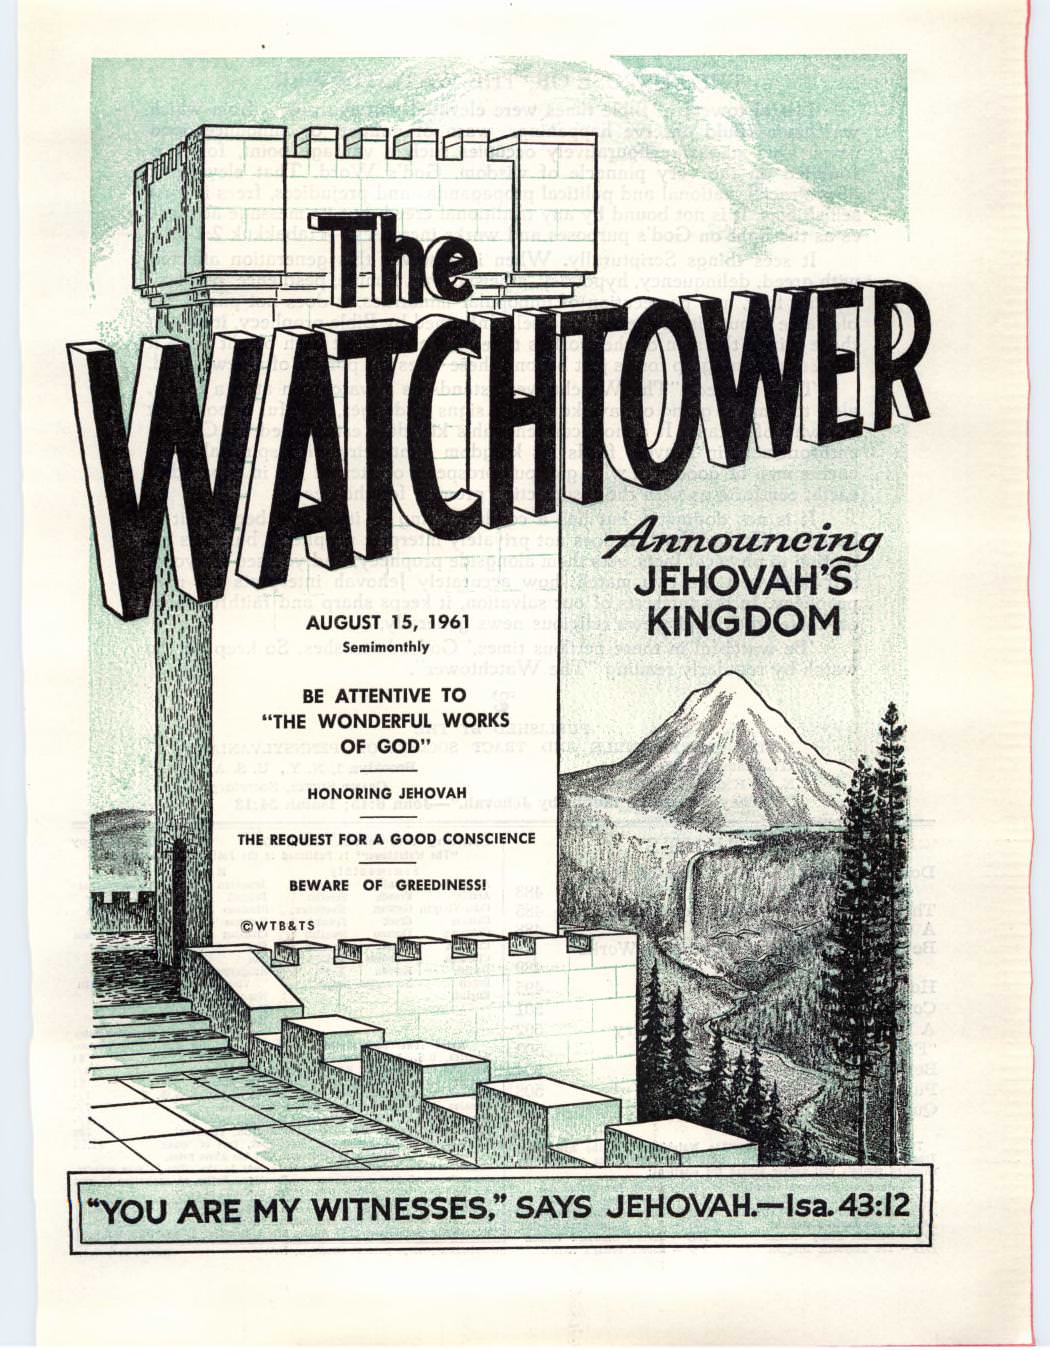 The
WATCHTOWER
Announcing
JEHOVAH'S
KINGDOM
AUGUST 15, 1961
Semimonthly
BE ATTENTIVE TO
"THE WONDERFUL WORKS
OF GOD"
HONORING JEHOVAH
THE REQUEST FOR A GOOD CONSCIENCE
BEWARE OF GREEDINESS!
©WTB&TS
"YOU ARE MY WITNESSES," SAYS JEHOVAH.—Isa. 43:12